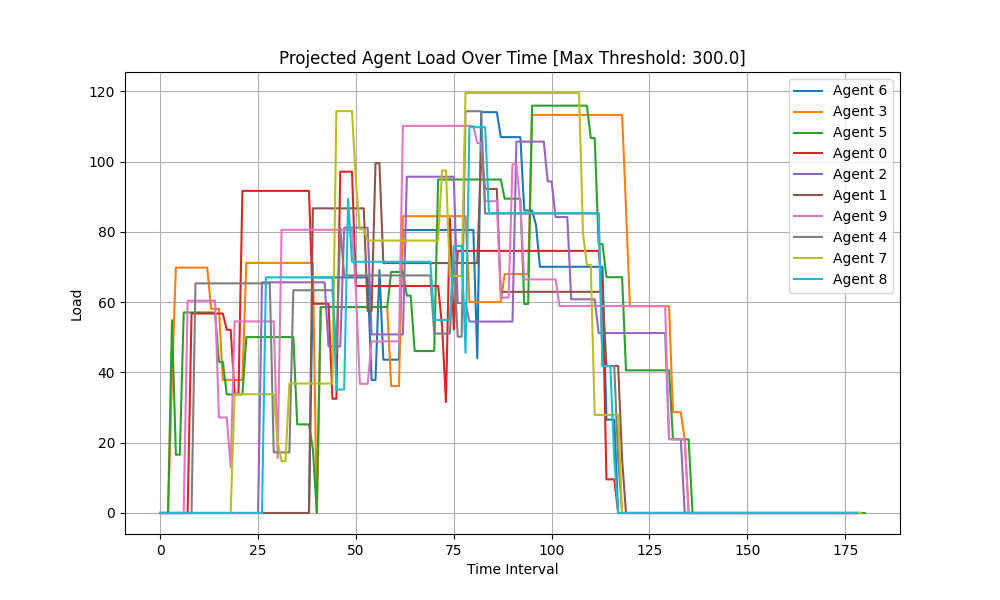 Projected Agent Load Over Time [Max Threshold: 300.0]
120
100
80
60
40
20
0
Load
0 25 50 75 100 125 150 175
Time Interval
Agent 6
Agent 3
Agent 5
Agent 0
Agent 2
Agent 1
Agent 9
Agent 4
Agent 7
Agent 8